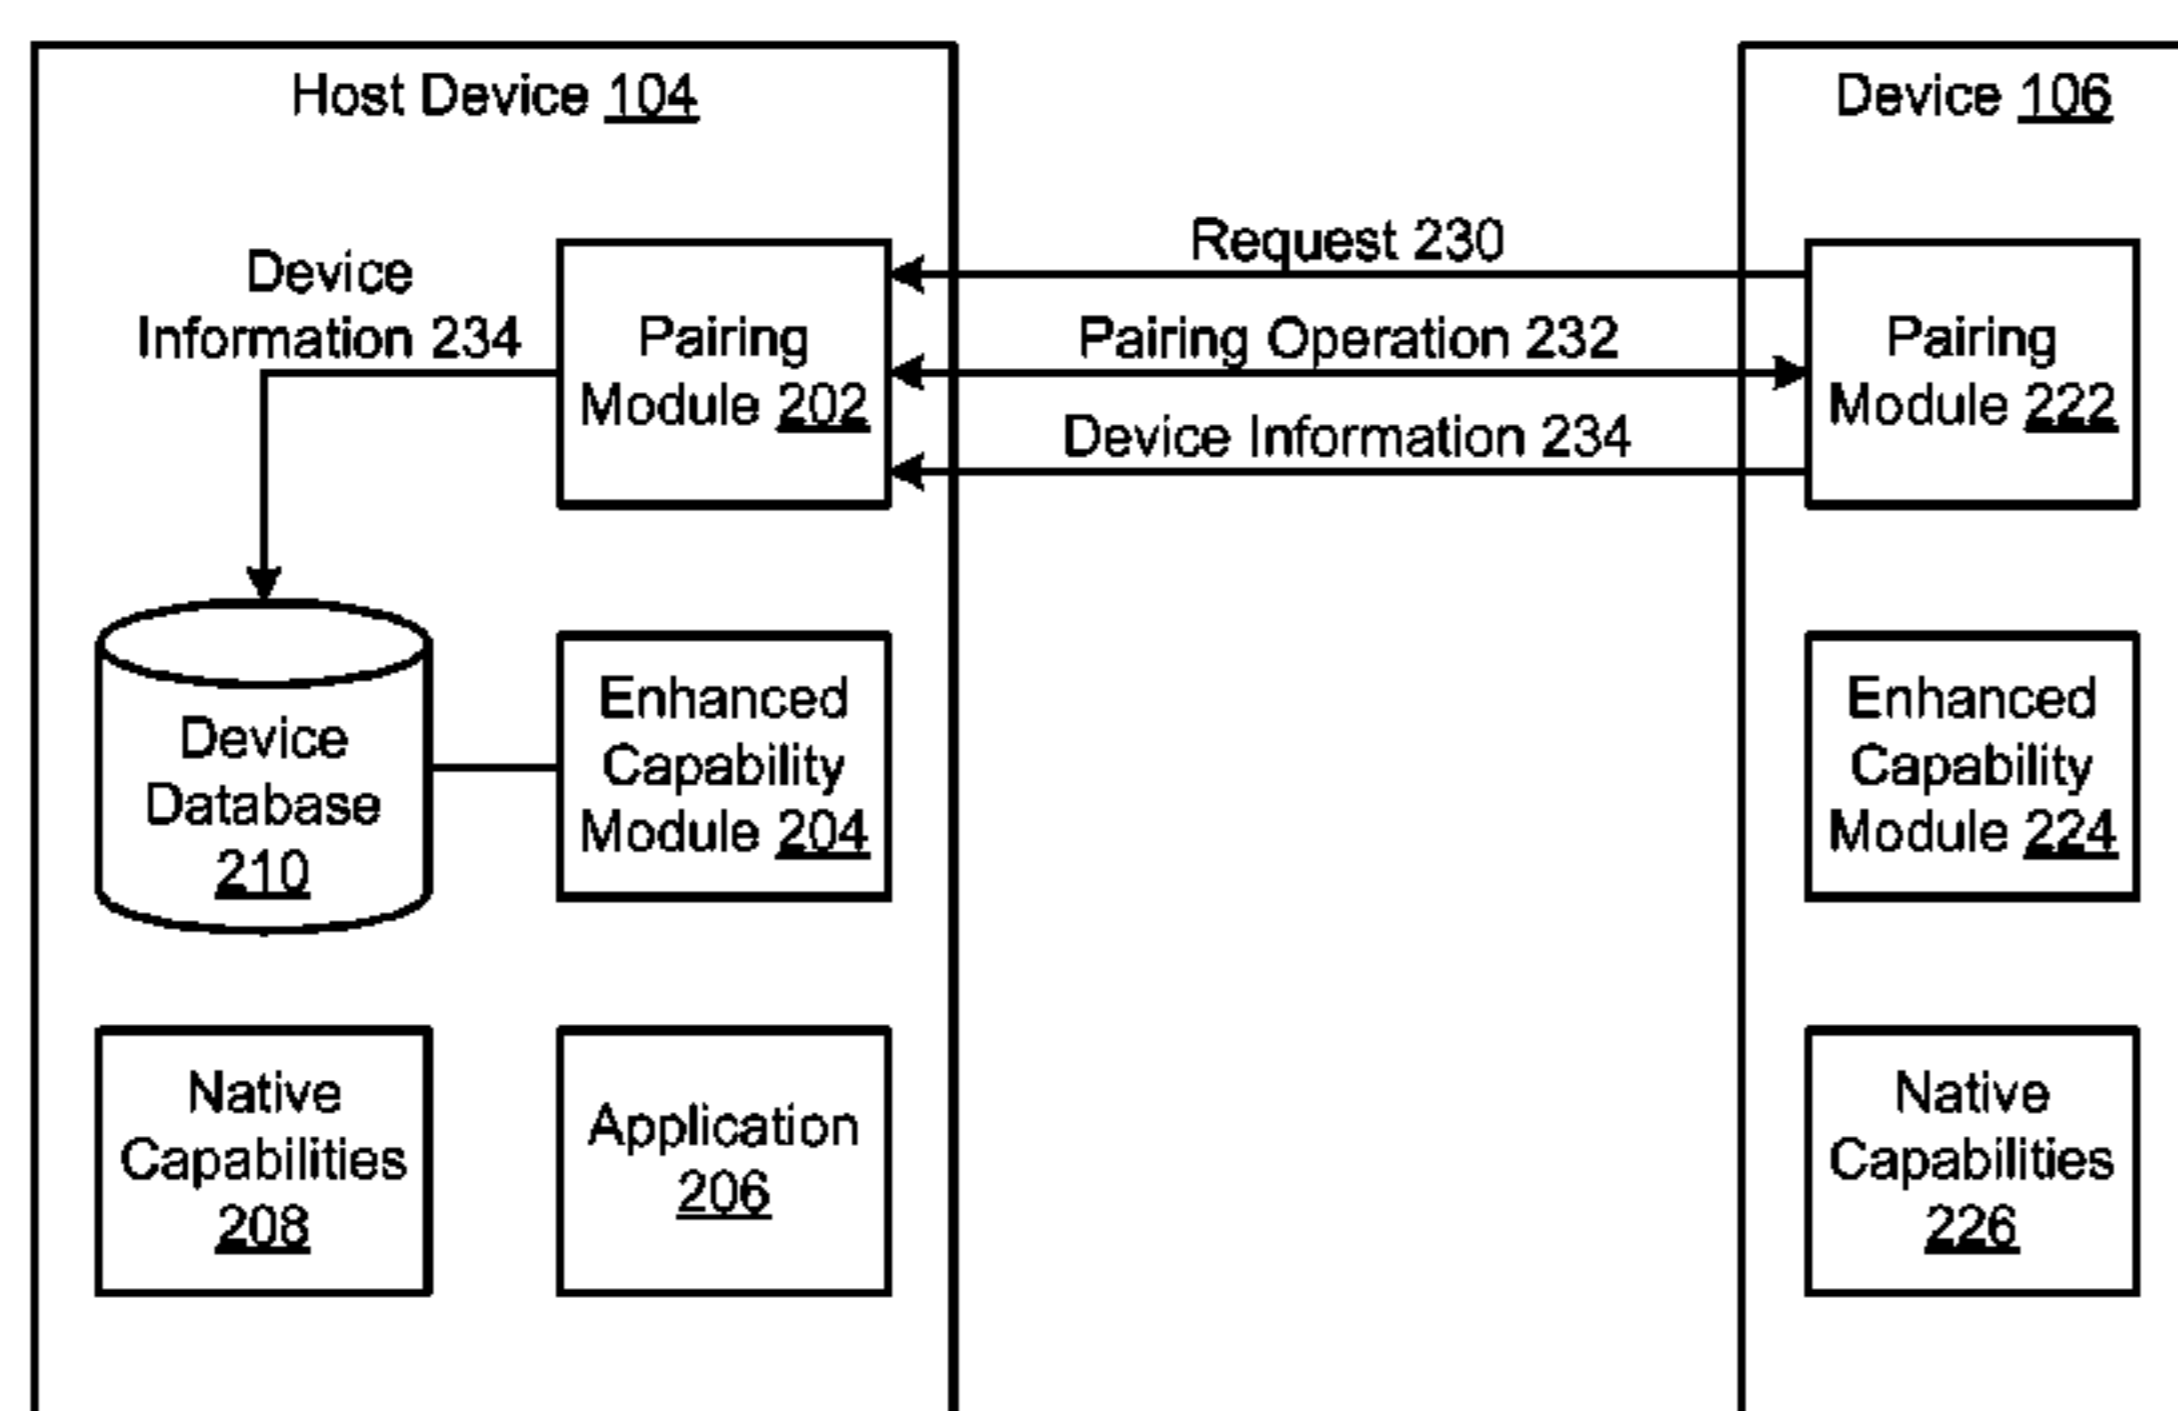 Host Device 104
Device 106
Request 230
Device
Information 234
Pairing
Module 202
Pairing Operation 232
Pairing
Module 222
Device Information 234
Device
Database
210
Enhanced
Capability
Module 204
Enhanced
Capability
Module 224
Native
Capabilities
208
Application
206
Native
Capabilities
226